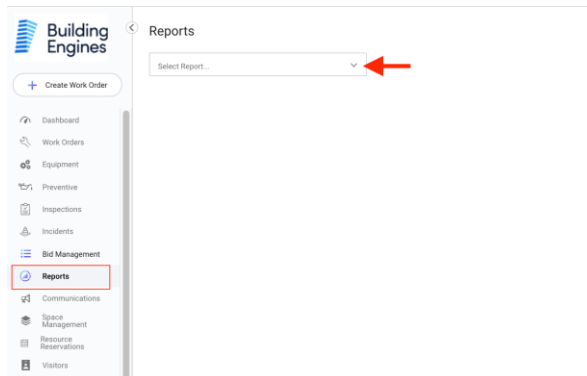 Building
Engines
Reports
Select Report...
+ Create Work Order
Dashboard
Work Orders
Equipment
Preventive
Inspections
Incidents
Bid Management
Reports
Communications
Space
Management
Resource
Reservations
Visitors